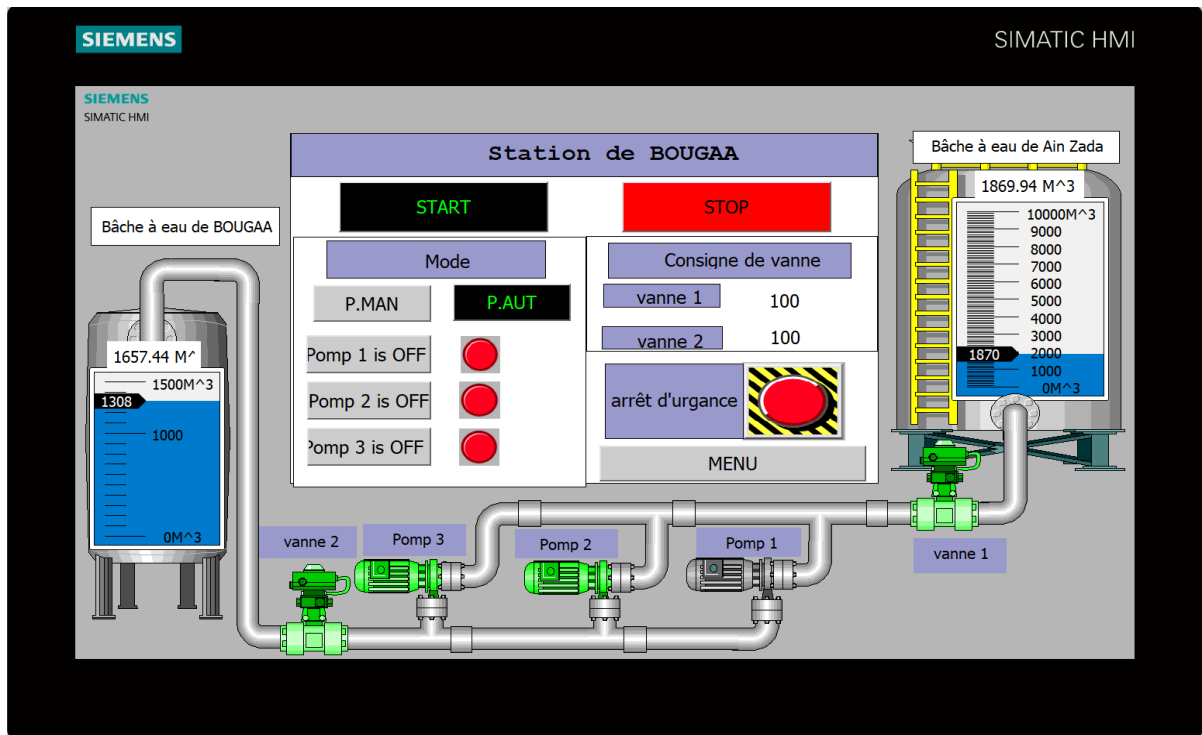 SIEMENS
SIMATIC HMI
SIEMENS
SIMATIC HMI
Station de BOUGAA
START
STOP
Mode
P.MAN
P.AUT
Pomp 1 is OFF
Pomp 2 is OFF
Pomp 3 is OFF
Consigne de vanne
vanne 1
100
vanne 2
100
arrêt d'urgance
MENU
Bâche à eau de BOUGAA
1657.44 M^
1500M^3
1308
1000
0M^3
Bâche à eau de Ain Zada
1869.94 M^3
10000M^3
9000
8000
7000
6000
5000
4000
3000
2000
1870
1000
0M^3
vanne 2
Pomp 3
Pomp 2
Pomp 1
vanne 1